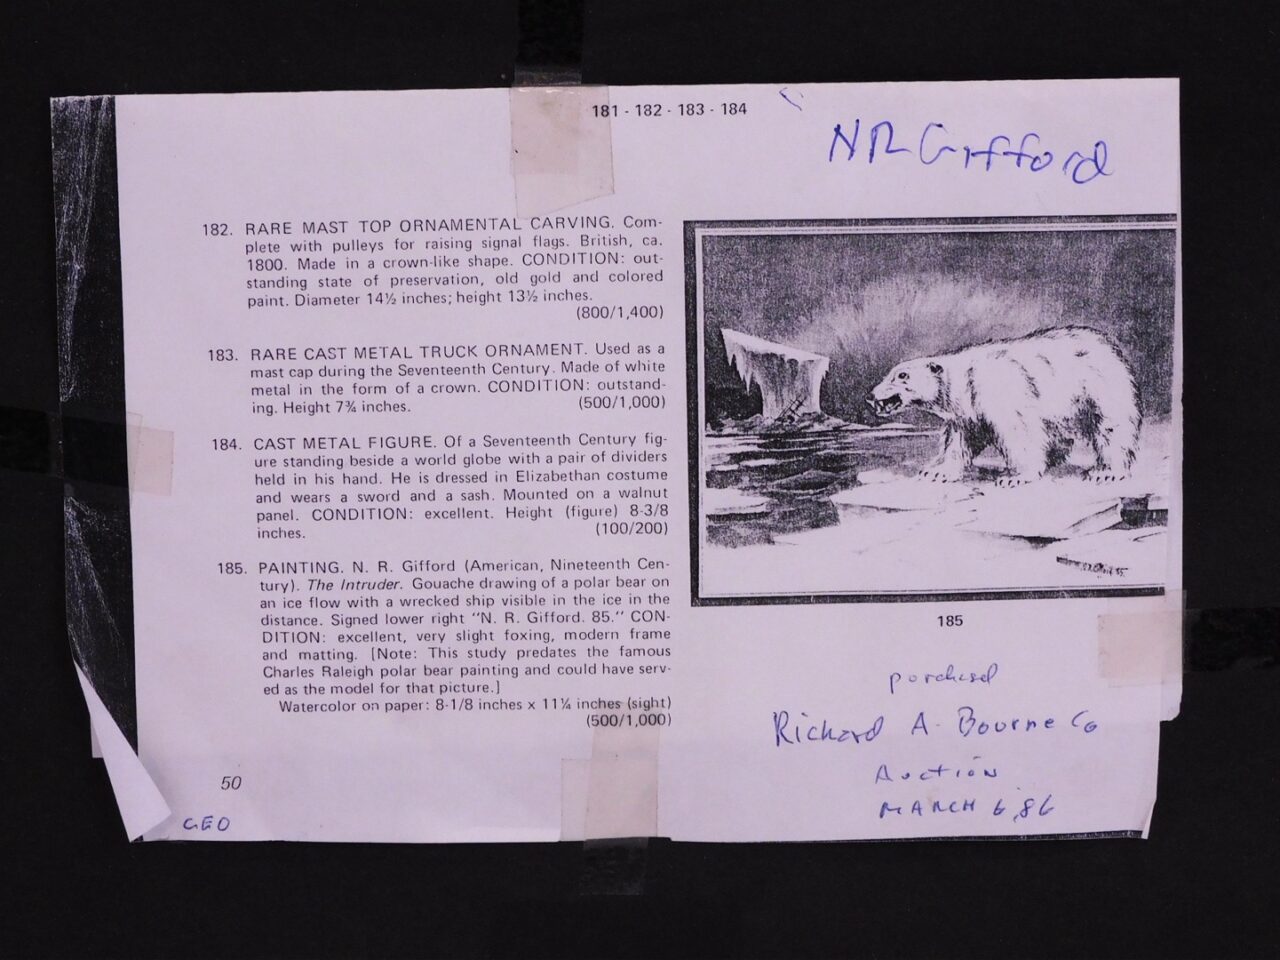 181 - 182 - 183 - 184
NR Gifford
182. RARE MAST TOP ORNAMENTAL CARVING. Com-
plete with pulleys for raising signal flags. British, ca.
1800. Made in a crown-like shape. CONDITION: out-
standing state of preservation, old gold and colored
paint. Diameter 14½ inches; height 13½ inches.
(800/1,400)
183. RARE CAST METAL TRUCK ORNAMENT. Used as a
mast cap during the Seventeenth Century. Made of white
metal in the form of a crown. CONDITION: outstand-
ing. Height 7¾ inches. (500/1,000)
184. CAST METAL FIGURE. Of a Seventeenth Century fig-
ure standing beside a world globe with a pair of dividers
held in his hand. He is dressed in Elizabethan costume
and wears a sword and a sash. Mounted on a walnut
panel. CONDITION: excellent. Height (figure) 8-3/8
inches. (100/200)
185. PAINTING. N. R. Gifford (American, Nineteenth Cen-
tury). The Intruder. Gouache drawing of a polar bear on
an ice flow with a wrecked ship visible in the ice in the
distance. Signed lower right "N. R. Gifford. 85." CON-
DITION: excellent, very slight foxing, modern frame
and matting. [Note: This study predates the famous
Charles Raleigh polar bear painting and could have serv-
ed as the model for that picture.]
Watercolor on paper: 8-1/8 inches x 11¼ inches (sight)
(500/1,000)
50
GEO
185
purchased
Richard A. Bourne Co
Auction
MARCH 6, 86